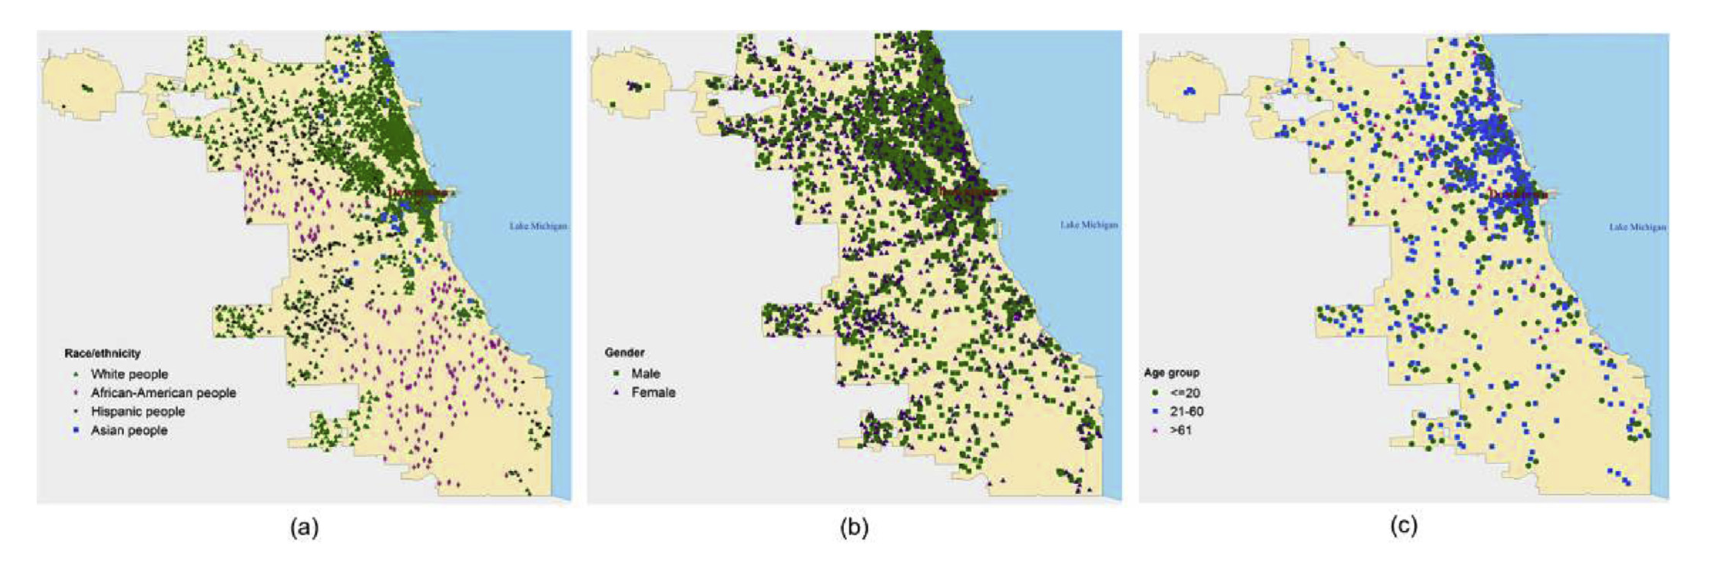 Lake Michigan
Race/ethnicity
White people
African-American people
Hispanic people
Asian people
(a)
Lake Michigan
Gender
Male
Female
(b)
Lake Michigan
Age group
<=20
21-60
>61
(c)